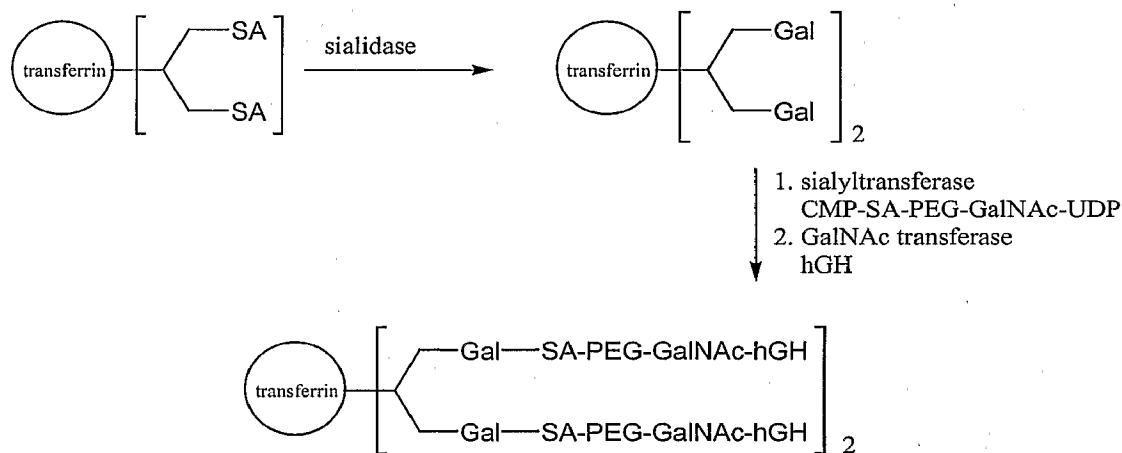 transferrin
SA
SA
sialidase
transferrin
Gal
Gal
2
1. sialyltransferase
CMP-SA-PEG-GalNAc-UDP
2. GalNAc transferase
hGH
transferrin
Gal—SA-PEG-GalNAc-hGH
Gal—SA-PEG-GalNAc-hGH
2